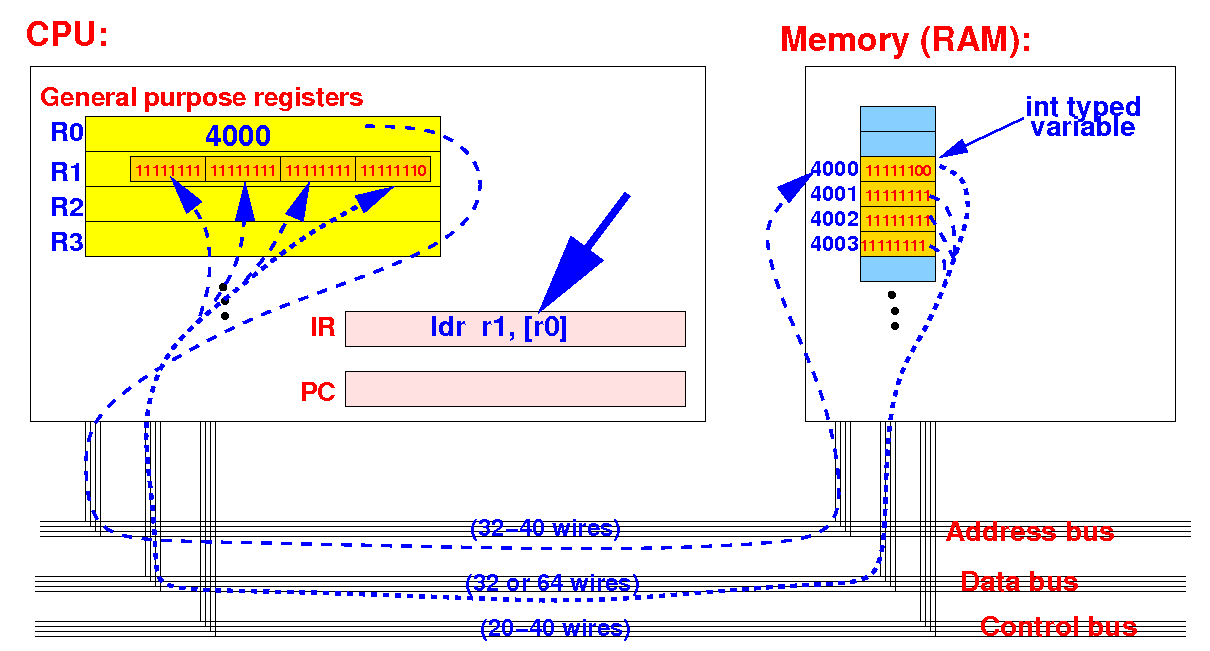 CPU:
Memory (RAM):
General purpose registers
R0 4000
R1 11111111 11111111 11111111 11111110
R2
R3
int typed
variable
4000 11111100
4001 11111111
4002 11111111
4003 11111111
IR ldr r1, [r0]
PC
(32−40 wires) Address bus
(32 or 64 wires) Data bus
(20−40 wires) Control bus